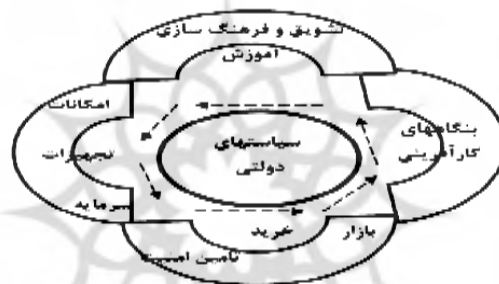 تشویق و فرهنگ سازی
آموزش
امکانات
تجهیزات
سرمایه
بنگاههای
کارآفرینی
سیاستهای
دولتی
خرید
بازار
تامین امنیت